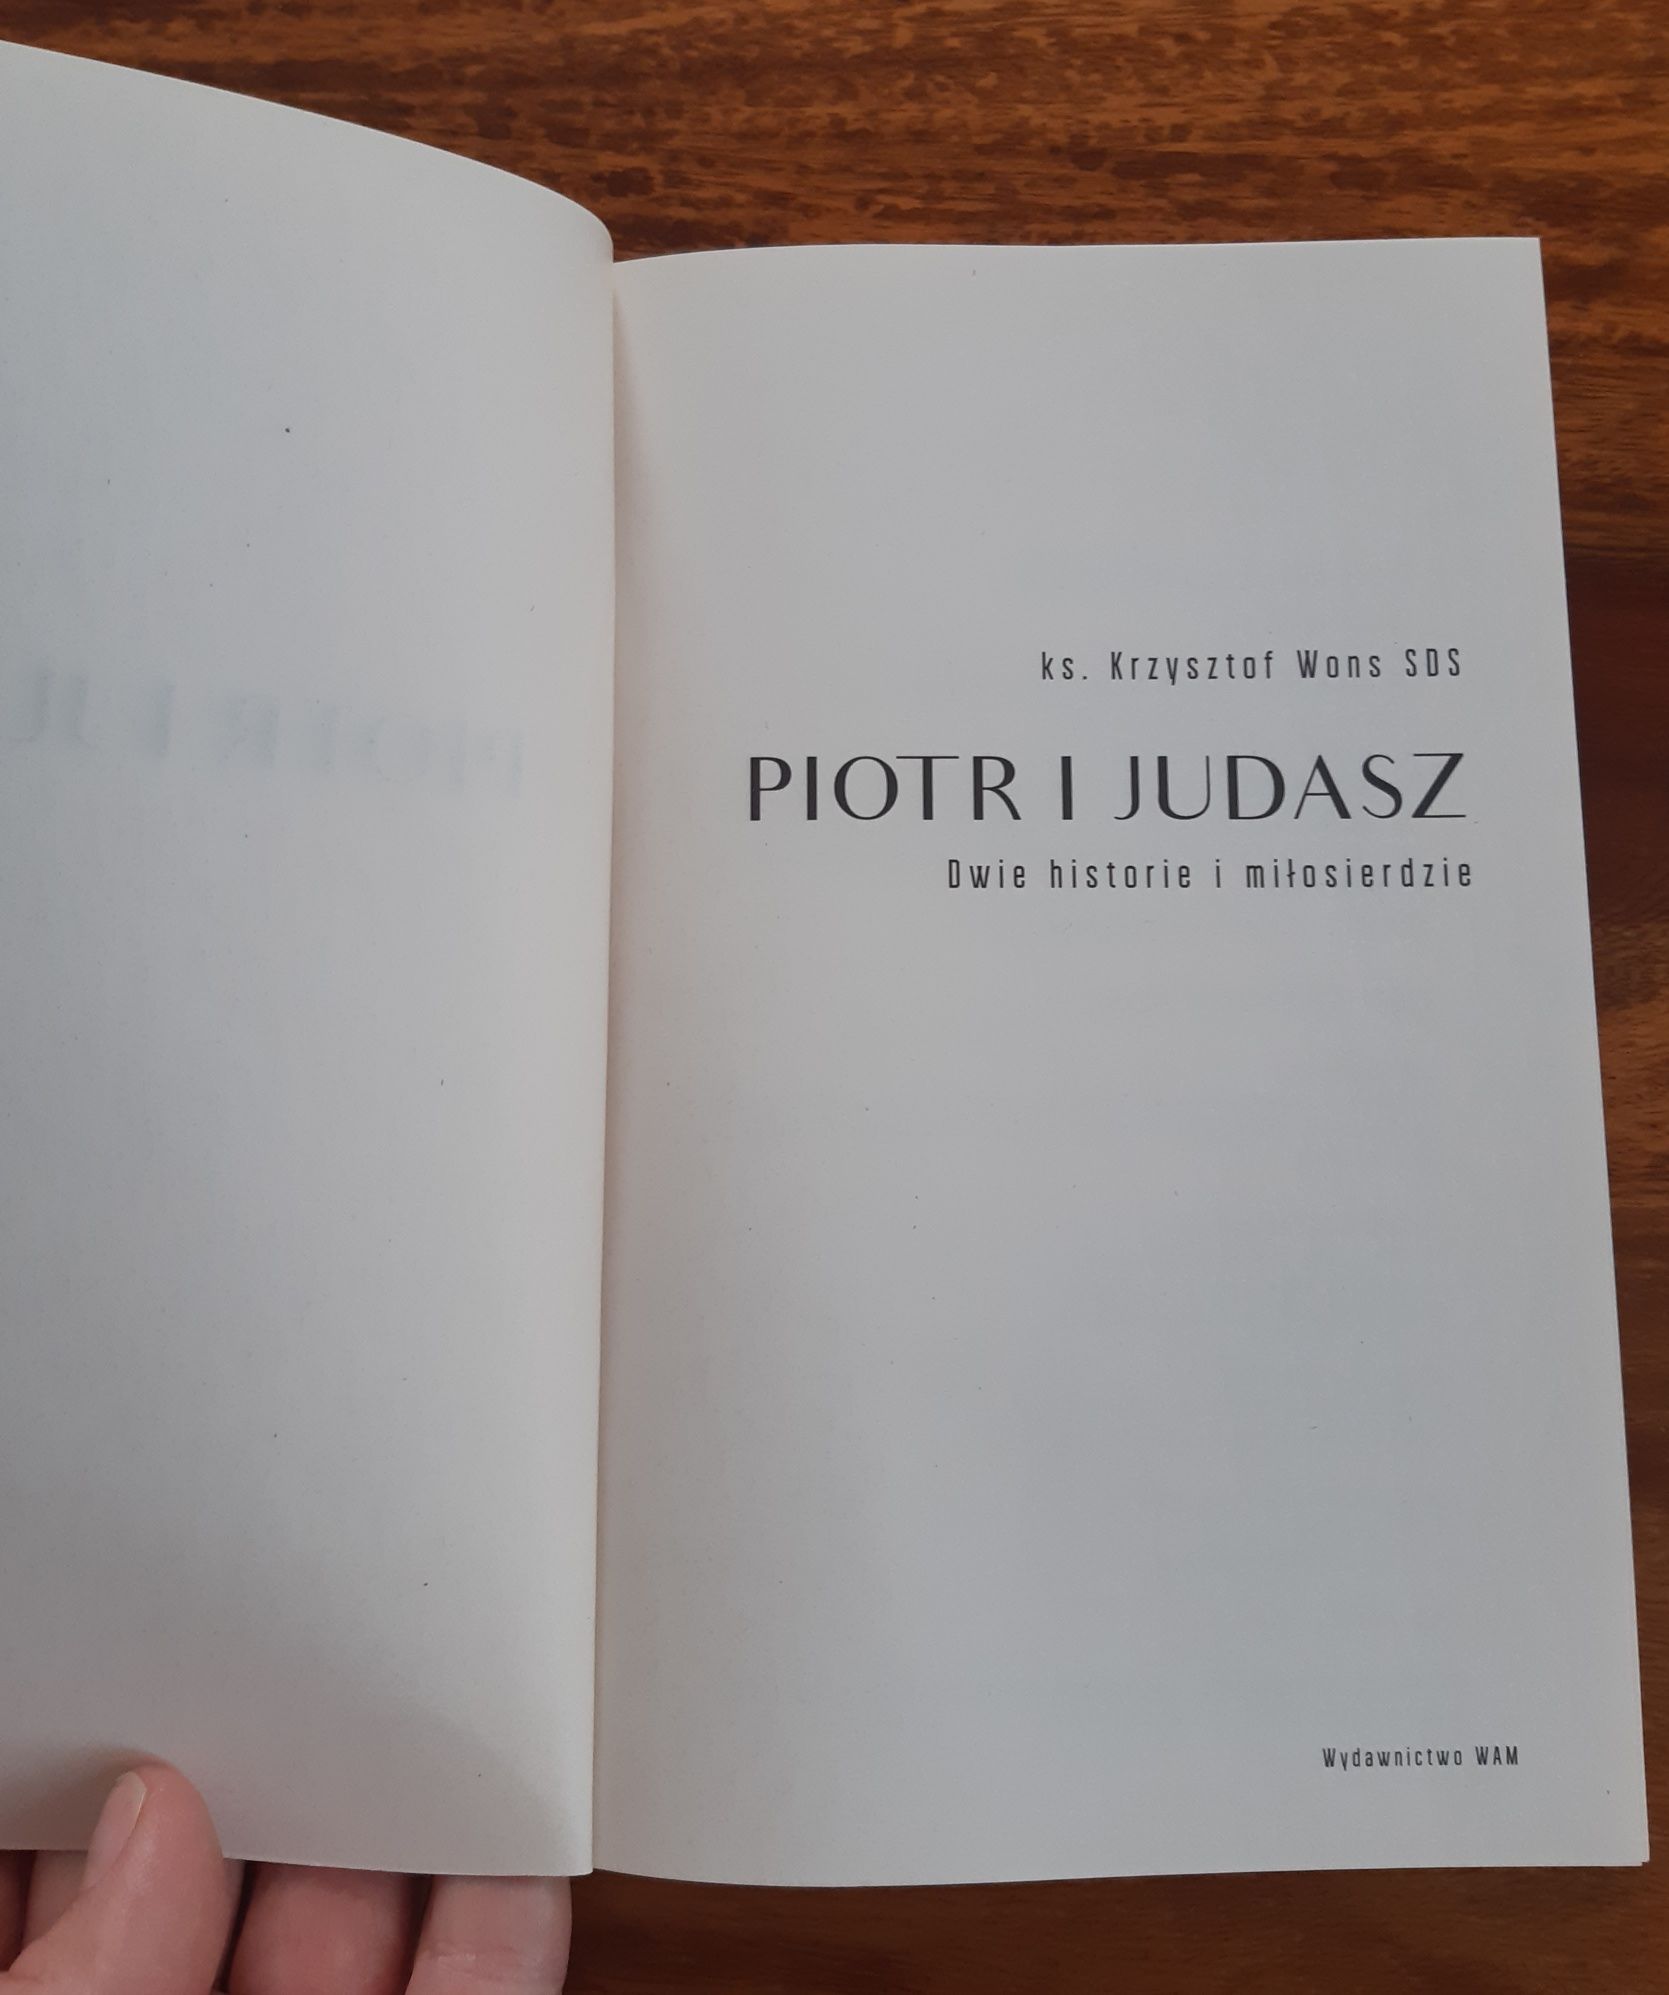 ks. Krzysztof Wons SDS
PIOTR I JUDASZ
Dwie historie i miłosierdzie
Wydawnictwo WAM